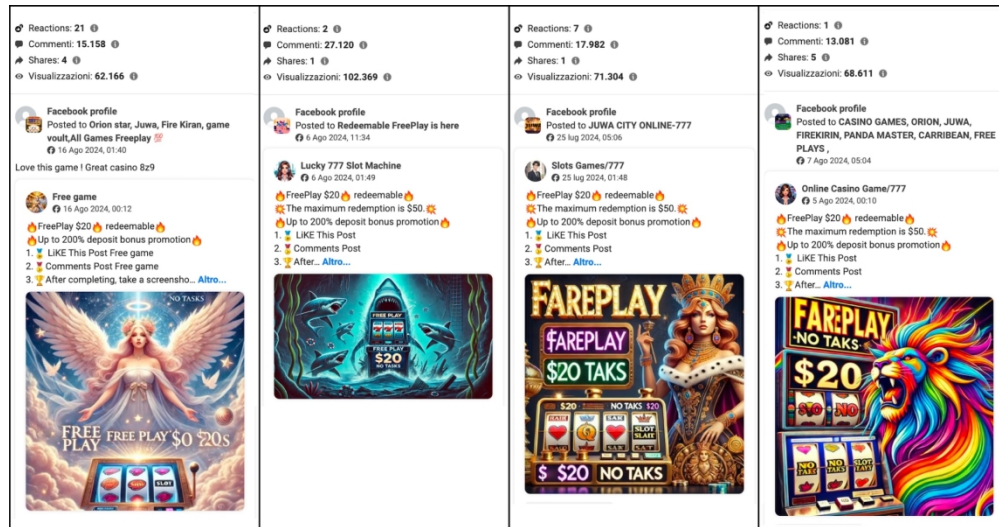 Reactions: 21
Commenti: 15.158
Shares: 4
Visualizzazioni: 62.166
Facebook profile
Posted to Orion star, Juwa, Fire Kiran, game
vault,All Games Freeplay 💯
16 Ago 2024, 01:40
Love this game ! Great casino 8z9
Free game
16 Ago 2024, 00:12
🔥FreePlay $20🔥 redeemable🔥
🔥Up to 200% deposit bonus promotion🔥
1.🏅 LiKE This Post Free game
2.🏅 Comments Post Free game
3.🏆After completing, take a screensho... Altro...
NO TASKS
FREE
PLAY
FREE PLAY
$0 $20s
SLOT
Reactions: 2
Commenti: 27.120
Shares: 1
Visualizzazioni: 102.369
Facebook profile
Posted to Redeemable FreePlay is here
6 Ago 2024, 11:34
Lucky 777 Slot Machine
6 Ago 2024, 01:49
🔥FreePlay $20🔥 redeemable🔥
💥The maximum redemption is $50.💥
🔥Up to 200% deposit bonus promotion🔥
1.🏅 LiKE This Post
2.🏅 Comments Post
3.🏆After... Altro...
FREE PLAY
777
FREE PLAY
$20
NO TASKS
Reactions: 7
Commenti: 17.982
Shares: 1
Visualizzazioni: 71.304
Facebook profile
Posted to JUWA CITY ONLINE-777
25 lug 2024, 05:06
Slots Games/777
25 lug 2024, 01:48
🔥FreePlay $20🔥 redeemable🔥
💥The maximum redemption is $50.💥
🔥Up to 200% deposit bonus promotion🔥
1.🏅 LiKE This Post
2.🏅 Comments Post
3.🏆After... Altro...
FAREPLAY
FAREPLAY
$20 TAKS
$20 NO TAKS $20
SLOT
SLAIT
$ $20 NO TAKS
Reactions: 1
Commenti: 13.081
Shares: 5
Visualizzazioni: 68.611
Facebook profile
Posted to CASINO GAMES, ORION, JUWA,
FIREKIRIN, PANDA MASTER, CARRIBEAN, FREE
PLAYS ,
7 Ago 2024, 05:04
Online Casino Game/777
5 Ago 2024, 00:10
🔥FreePlay $20🔥 redeemable🔥
💥The maximum redemption is $50.💥
🔥Up to 200% deposit bonus promotion🔥
1.🏅 LiKE This Post
2.🏅 Comments Post
3.🏆After... Altro...
FAREPLAY
NO TAKS
$20
NO